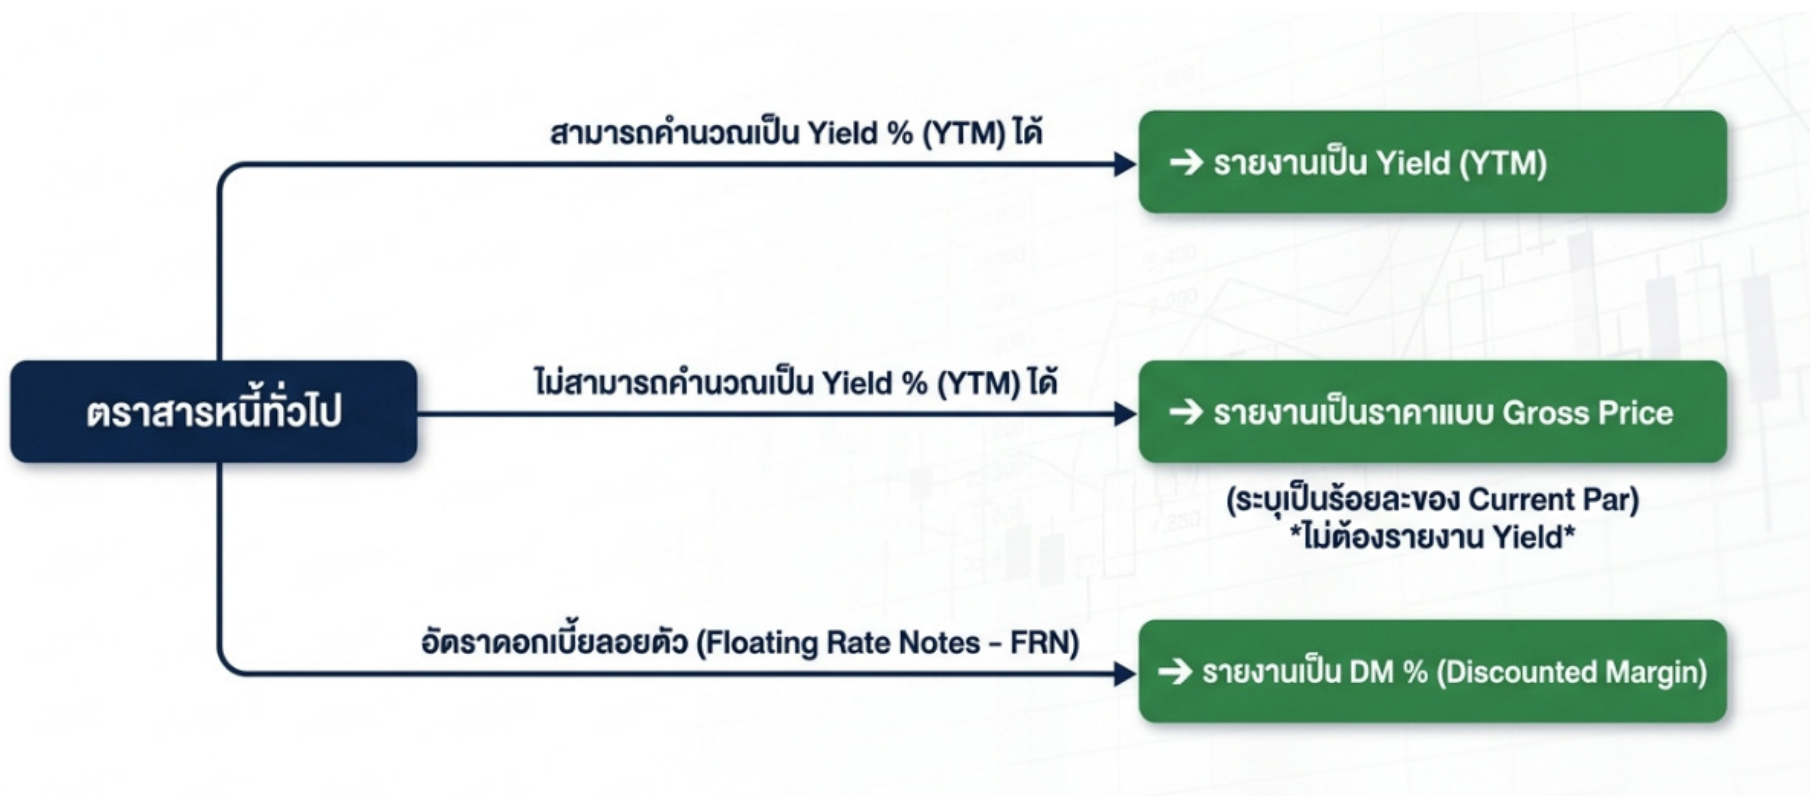 สามารถคำนวณเป็น Yield % (YTM) ได้
→ รายงานเป็น Yield (YTM)
ตราสารหนี้ทั่วไป
ไม่สามารถคำนวณเป็น Yield % (YTM) ได้
→ รายงานเป็นราคาแบบ Gross Price
(ระบุเป็นร้อยละของ Current Par)
*ไม่ต้องรายงาน Yield*
อัตราดอกเบี้ยลอยตัว (Floating Rate Notes - FRN)
→ รายงานเป็น DM % (Discounted Margin)